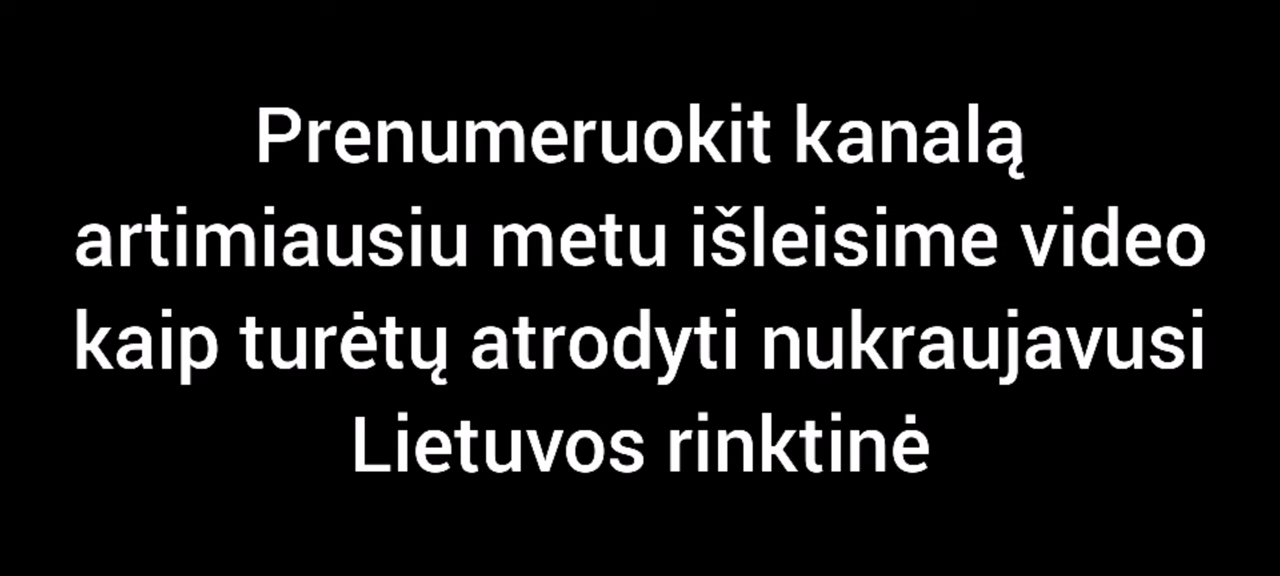 Prenumeruokit kanalą
artimiausiu metu išleisime video
kaip turėtų atrodyti nukraujavusi
Lietuvos rinktinė